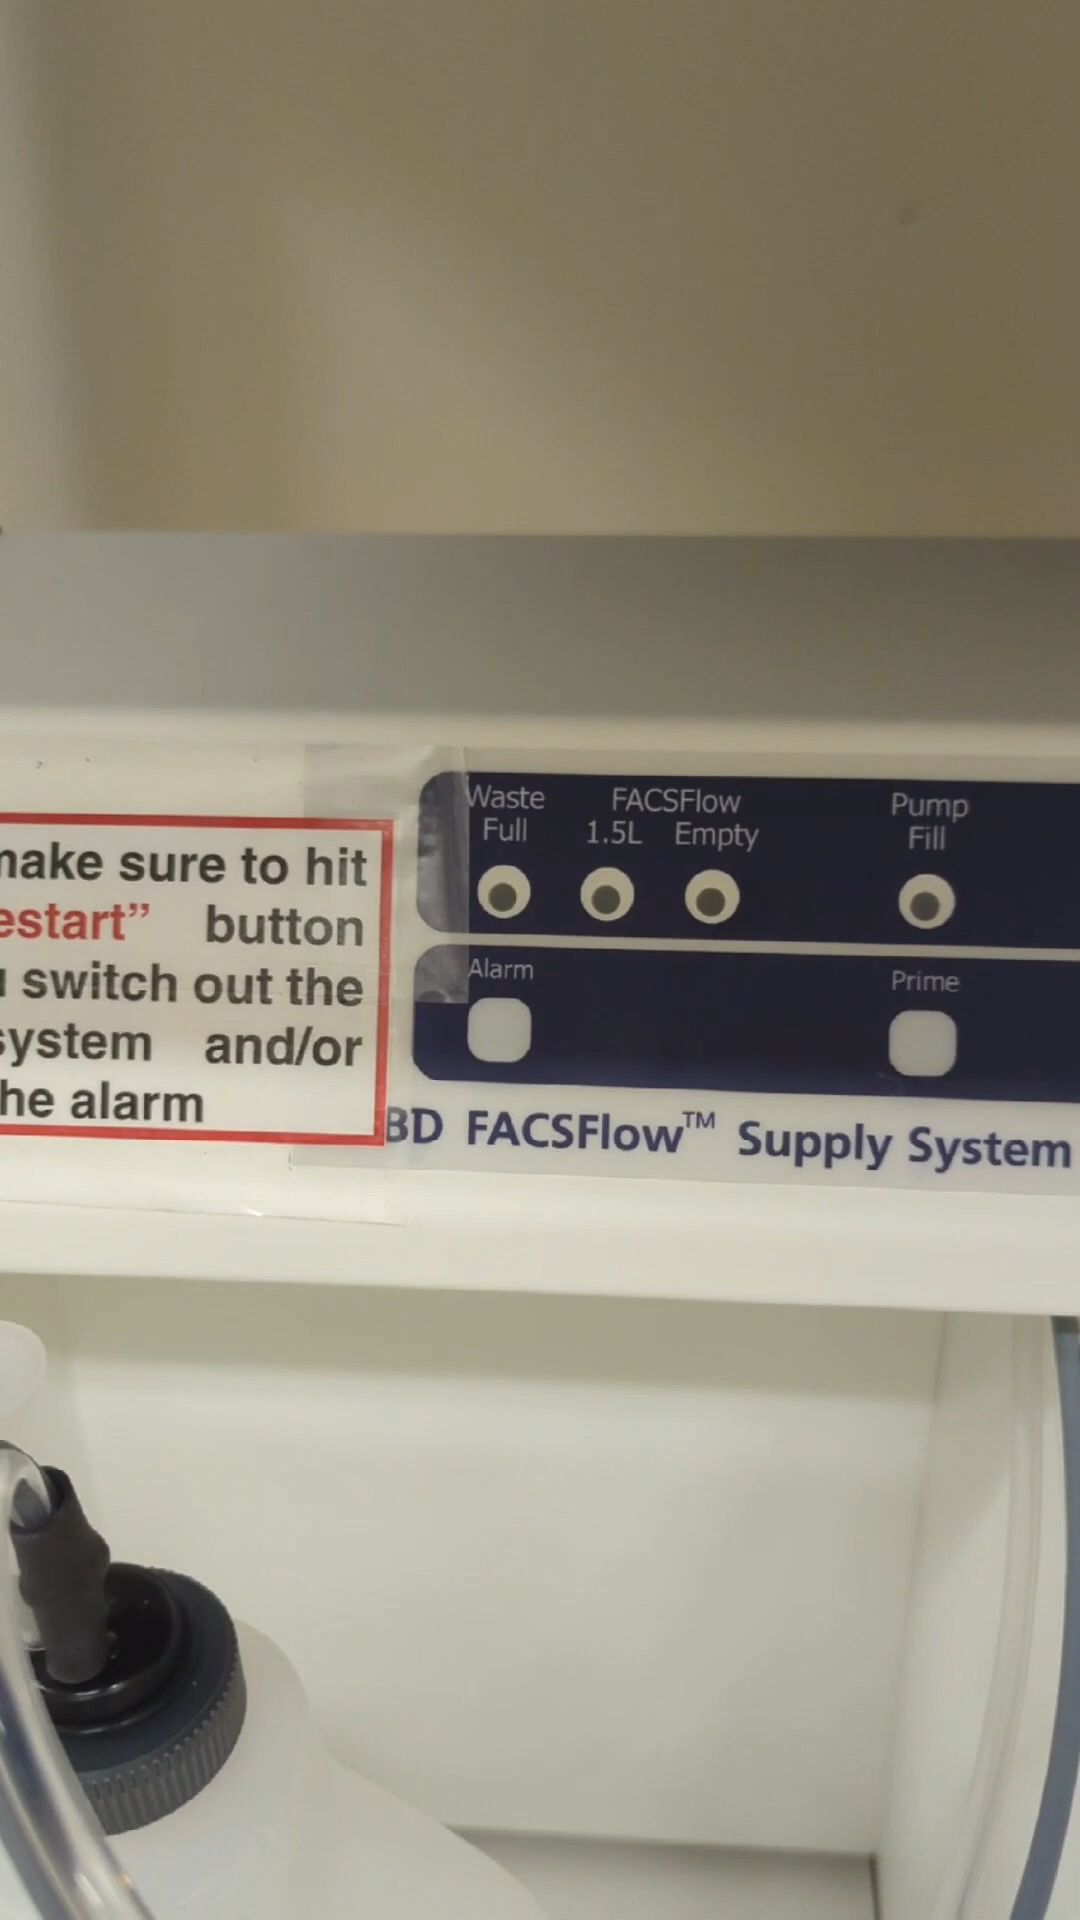 make sure to hit
estart” button
switch out the
system and/or
he alarm
Waste
Full
FACSFlow
1.5L Empty
Pump
Fill
Alarm
Prime
BD FACSFlow™ Supply System